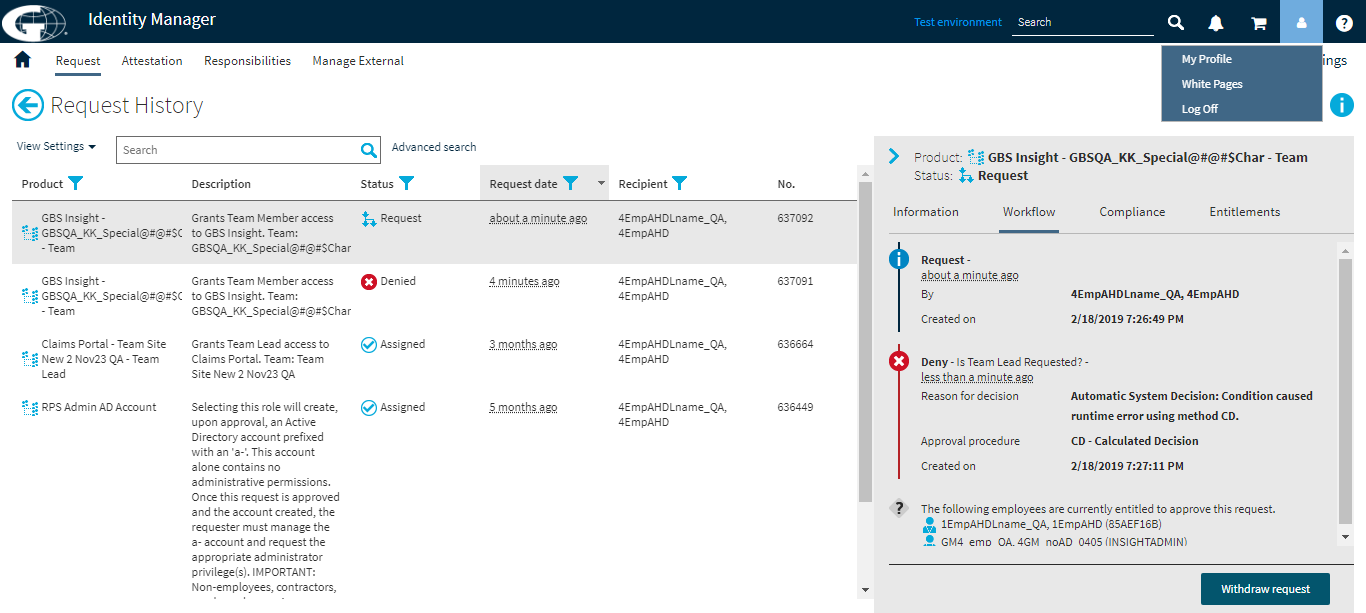 Identity Manager
Test environment
Search
?
Request
Attestation
Responsibilities
Manage External
ings
My Profile
White Pages
Log Off
Request History
i
View Settings
Search
Advanced search
Product
Description
Status
Request date
Recipient
No.
GBS Insight -
GBSQA_KK_Special@#@#$C
- Team
Grants Team Member access
to GBS Insight. Team:
GBSQA_KK_Special@#@#$Char
Request
about a minute ago
4EmpAHDLname_QA,
4EmpAHD
637092
GBS Insight -
GBSQA_KK_Special@#@#$C
- Team
Grants Team Member access
to GBS Insight. Team:
GBSQA_KK_Special@#@#$Char
Denied
4 minutes ago
4EmpAHDLname_QA,
4EmpAHD
637091
Claims Portal - Team Site
New 2 Nov23 QA - Team
Lead
Grants Team Lead access to
Claims Portal. Team: Team
Site New 2 Nov23 QA
Assigned
3 months ago
4EmpAHDLname_QA,
4EmpAHD
636664
RPS Admin AD Account
Selecting this role will create,
upon approval, an Active
Directory account prefixed
with an 'a-'. This account
alone contains no
administrative permissions.
Once this request is approved
and the account created, the
requester must manage the
a- account and request the
appropriate administrator
privilege(s). IMPORTANT:
Non-employees, contractors,
Assigned
5 months ago
4EmpAHDLname_QA,
4EmpAHD
636449
Product: GBS Insight - GBSQA_KK_Special@#@#$Char - Team
Status: Request
Information
Workflow
Compliance
Entitlements
i
Request -
about a minute ago
By 4EmpAHDLname_QA, 4EmpAHD
Created on 2/18/2019 7:26:49 PM
Deny - Is Team Lead Requested? -
less than a minute ago
Reason for decision Automatic System Decision: Condition caused
runtime error using method CD.
Approval procedure CD - Calculated Decision
Created on 2/18/2019 7:27:11 PM
?
The following employees are currently entitled to approve this request.
1EmpAHDLname_QA, 1EmpAHD (85AEF16B)
GM4_emp_QA, 4GM_noAD_0405 (INSIGHTADMIN)
Withdraw request